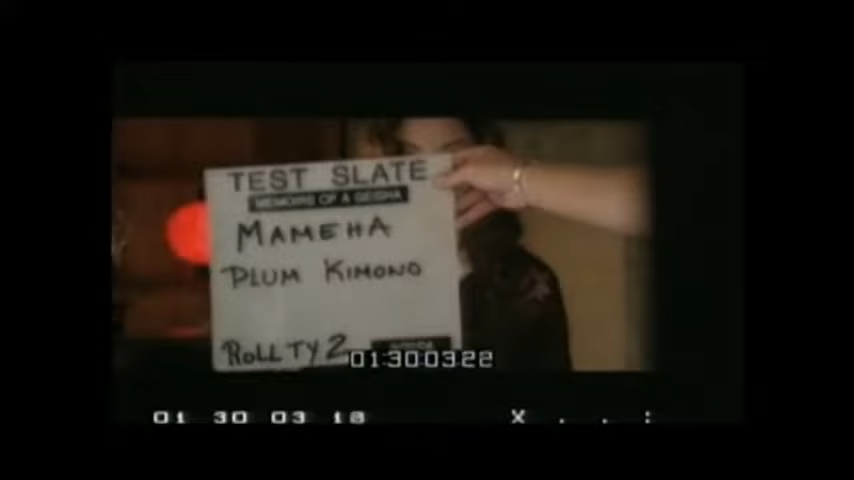 TEST SLATE
MEMOIRS OF A GEISHA
MAMEHA
PLUM KIMONO
ROLL TY 2
01:30:03:22
01 30 03 18 X . . :